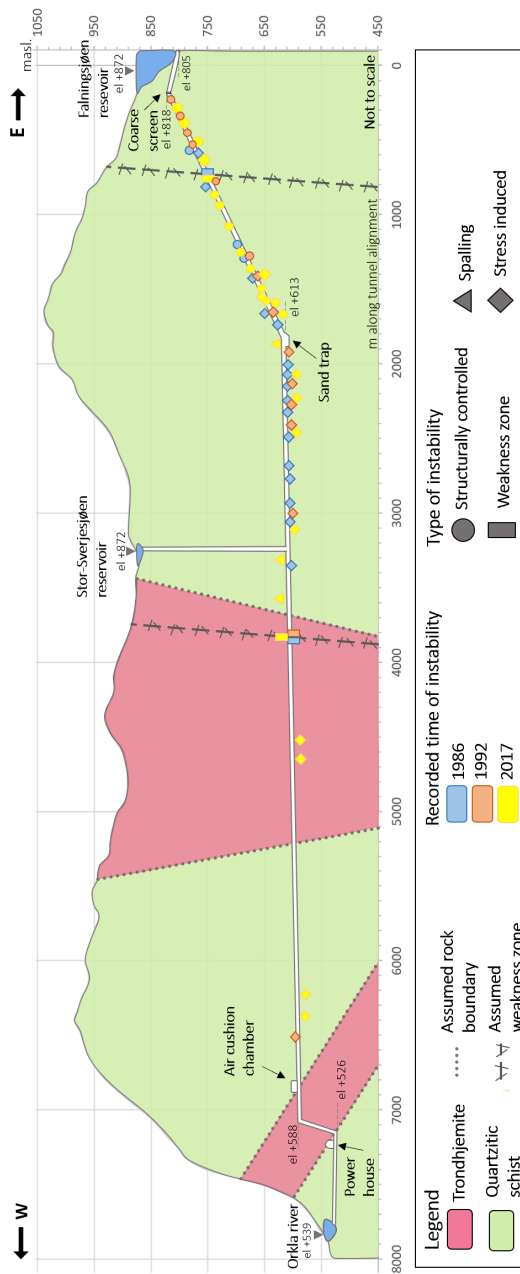 W
E
masl.
1050
950
850
750
650
550
450
Orkla river
el +539
Power
house
el +526
el +588
Air cushion
chamber
Stor-Sverjesjøen
reservoir
el +872
Sand trap
el +613
Coarse
screen
el +818
Falningsjøen
resevoir
el +872
el +805
m along tunnel alignment
Not to scale
8000
7000
6000
5000
4000
3000
2000
1000
0
Legend
Trondhjemite
Quartzitic
schist
Assumed rock
boundary
Assumed
weakness zone
Recorded time of instability
1986
1992
2017
Type of instability
Structurally controlled
Weakness zone
Spalling
Stress induced